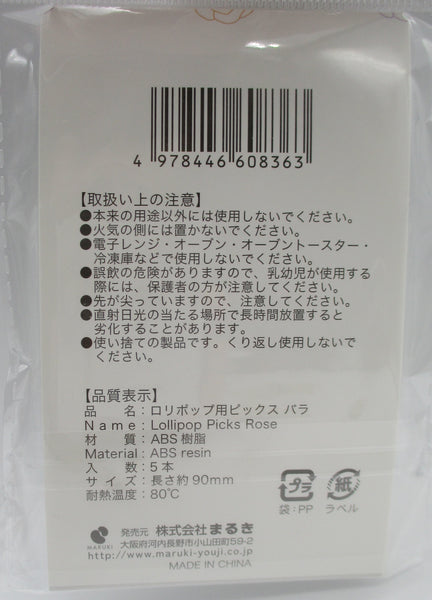 4 978446 608363
【取扱い上の注意】
●本来の用途以外には使用しないでください。
●火気の側には置かないでください。
●電子レンジ・オーブン・オーブントースター・
冷凍庫などで使用しないでください。
●誤飲の危険がありますので、乳幼児が使用する
際には、保護者の方が注意してください。
●先が尖っていますので、注意してください。
●直射日光の当たる場所で長時間放置すると
劣化することがあります。
●使い捨ての製品です。くり返し使用しないで
ください。
【品質表示】
品名：ロリポップ用ピックス バラ
Name：Lollipop Picks Rose
材質：ABS樹脂
Material：ABS resin
入数：5本
サイズ：長さ約90mm
耐熱温度：80℃
プラ 紙
袋：PP ラベル
MARUKI
発売元 株式会社まるき
大阪府河内長野市小山田町59-2
http://www.maruki-youji.co.jp
MADE IN CHINA